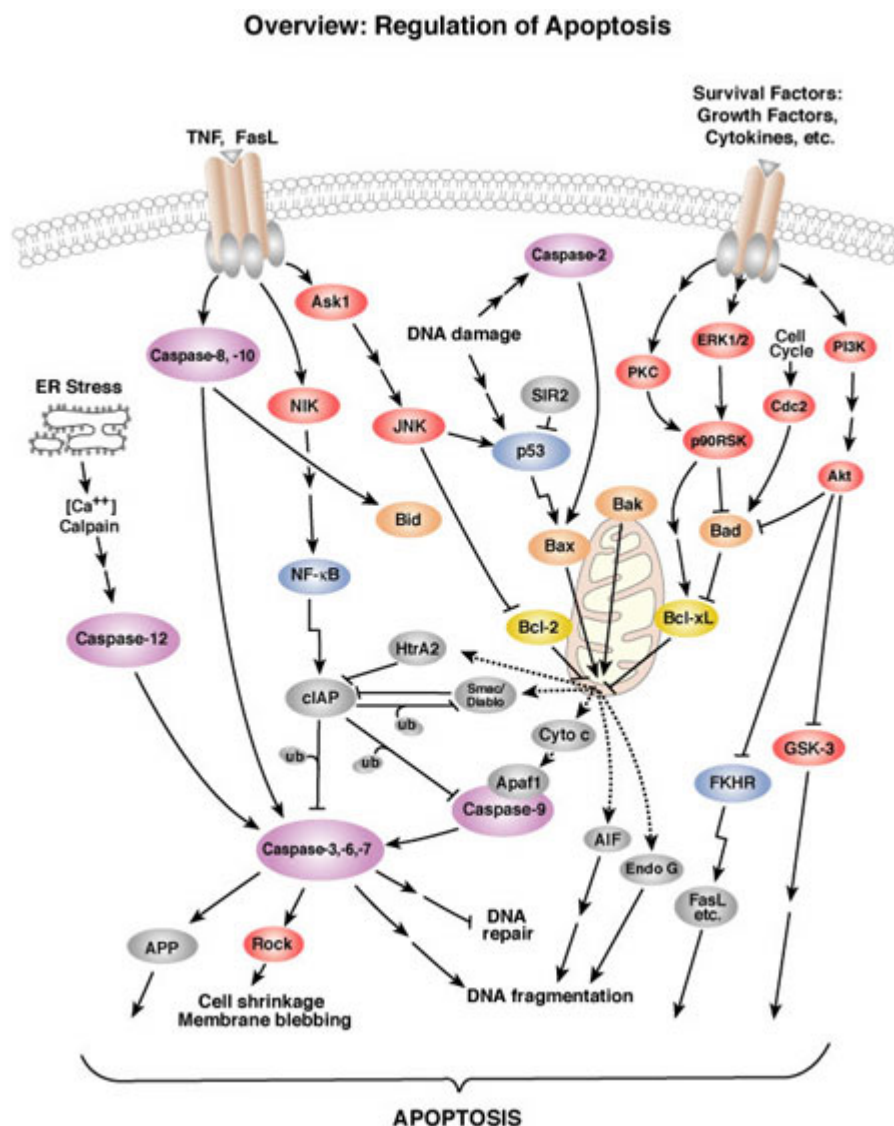 Overview: Regulation of Apoptosis
Survival Factors:
Growth Factors,
Cytokines, etc.
TNF, FasL
Caspase-2
Ask1
DNA damage
ERK1/2
Cell
Cycle
PI3K
Caspase-8, -10
PKC
ER Stress
NIK
SIR2
Cdc2
JNK
p53
p90RSK
Akt
[Ca++]
Calpain
Bid
Bak
Bax
Bad
NF-κB
Caspase-12
Bcl-2
Bcl-xL
HtrA2
cIAP
Smac/
Diablo
ub
Cyto c
ub
ub
GSK-3
Apaf1
FKHR
Caspase-9
Caspase-3,-6,-7
AIF
Endo G
FasL
etc.
DNA
repair
APP
Rock
Cell shrinkage
Membrane blebbing
DNA fragmentation
APOPTOSIS